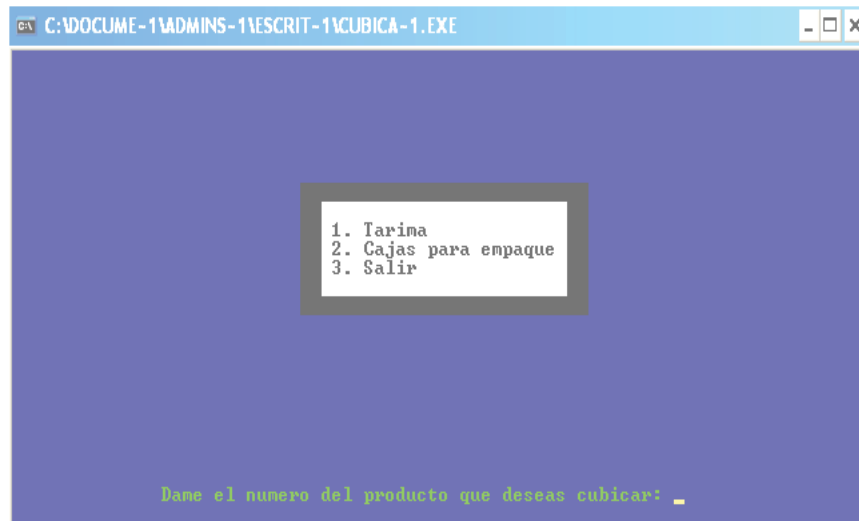 C:\DOCUME~1\ADMINS~1\ESCRIT~1\CUBICA~1.EXE
1. Tarima
2. Cajas para empaque
3. Salir
Dame el numero del producto que deseas cubicar: _